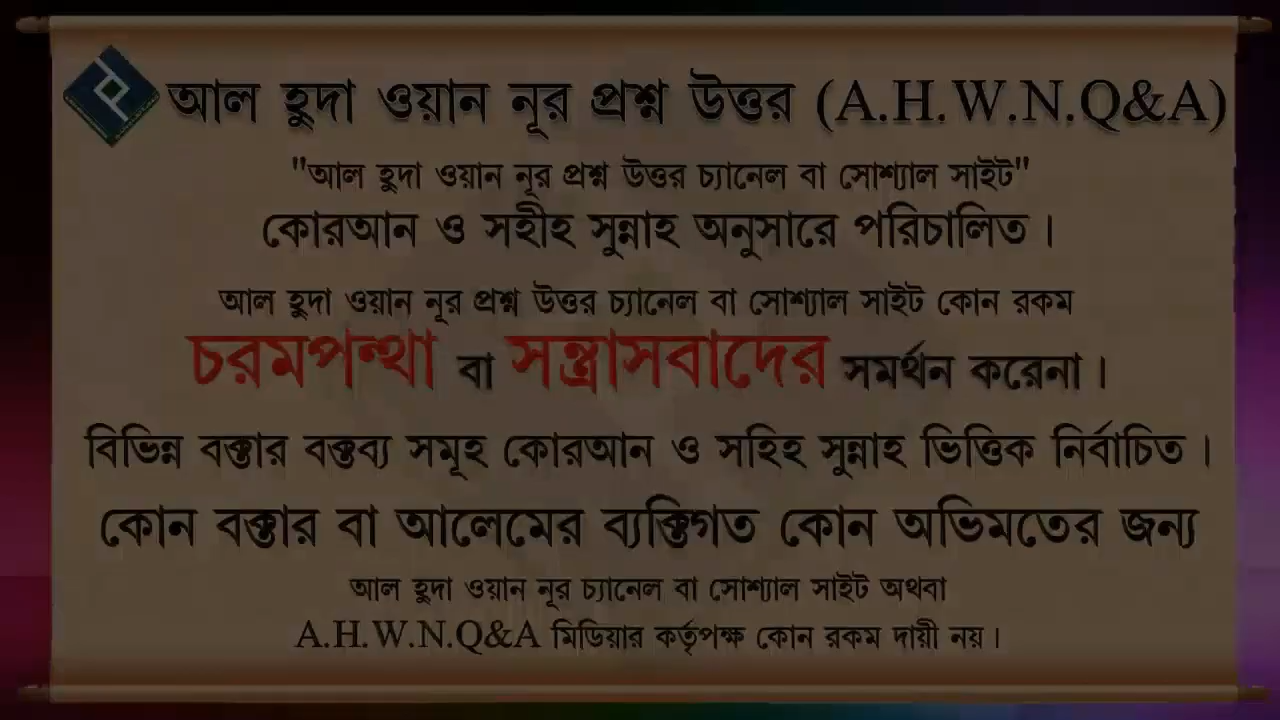 আল হুদা ওয়ান নূর প্রশ্ন উত্তর (A.H.W.N.Q&A)
"আল হুদা ওয়ান নূর প্রশ্ন উত্তর চ্যানেল বা সোশ্যাল সাইট"
কোরআন ও সহীহ সুন্নাহ অনুসারে পরিচালিত।
আল হুদা ওয়ান নূর প্রশ্ন উত্তর চ্যানেল বা সোশ্যাল সাইট কোন রকম
চরমপন্থা বা সন্ত্রাসবাদের সমর্থন করেনা।
বিভিন্ন বক্তার বক্তব্য সমূহ কোরআন ও সহিহ সুন্নাহ ভিত্তিক নির্বাচিত।
কোন বক্তার বা আলেমের ব্যক্তিগত কোন অভিমতের জন্য
আল হুদা ওয়ান নূর চ্যানেল বা সোশ্যাল সাইট অথবা
A.H.W.N.Q&A মিডিয়ার কর্তৃপক্ষ কোন রকম দায়ী নয়।